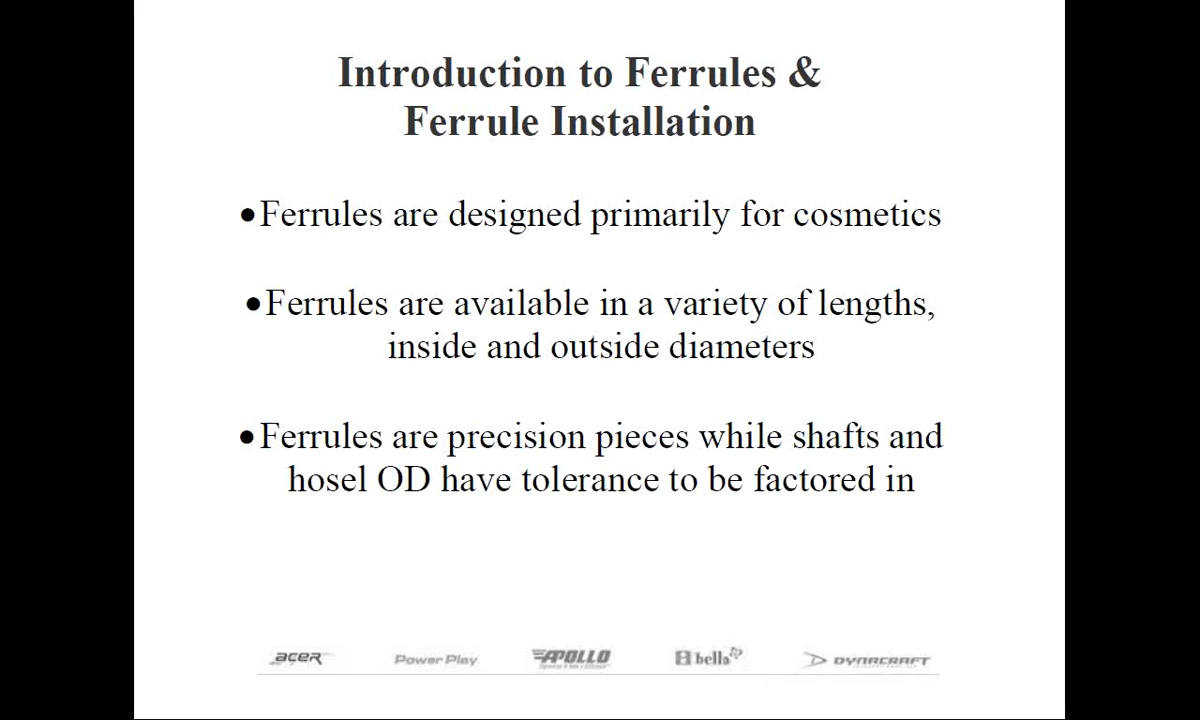 Introduction to Ferrules &
Ferrule Installation
•Ferrules are designed primarily for cosmetics
•Ferrules are available in a variety of lengths,
inside and outside diameters
•Ferrules are precision pieces while shafts and
hosel OD have tolerance to be factored in
acer Power Play APOLLO bella DYNACRAFT